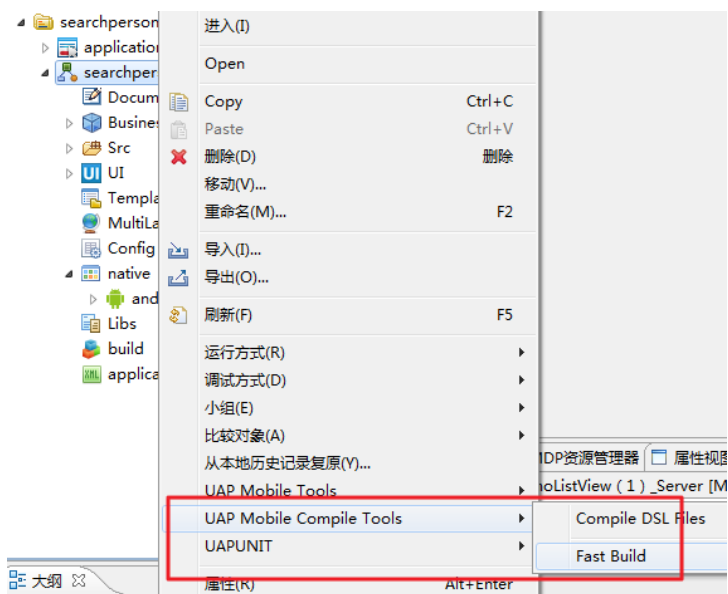 searchperson
applicatio
searchper
Docum
Busine
Src
UI
Templa
MultiLa
Config
native
and
Libs
build
applica
进入(I)
Open
Copy Ctrl+C
Paste Ctrl+V
删除(D) 删除
移动(V)...
重命名(M)... F2
导入(I)...
导出(O)...
刷新(F) F5
运行方式(R)
调试方式(D)
小组(E)
比较对象(A)
从本地历史记录复原(Y)...
UAP Mobile Tools
UAP Mobile Compile Tools
UAPUNIT
属性(R) Alt+Enter
Compile DSL Files
Fast Build
MDP资源管理器 属性视图
noListView ( 1 ) _Server [M
大纲